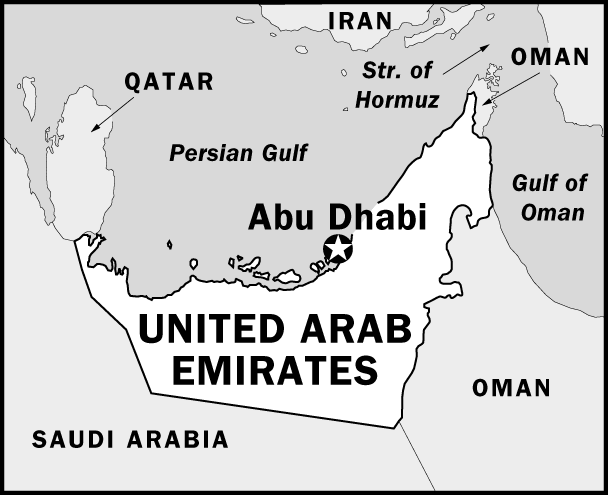 IRAN
OMAN
Str. of
Hormuz
QATAR
Persian Gulf
Gulf of
Oman
Abu Dhabi
UNITED ARAB
EMIRATES
OMAN
SAUDI ARABIA